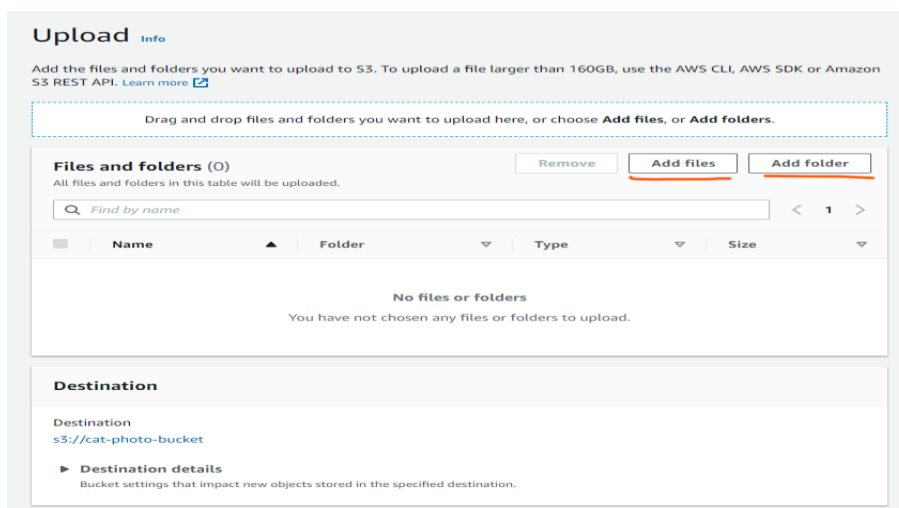 Upload Info
Add the files and folders you want to upload to S3. To upload a file larger than 160GB, use the AWS CLI, AWS SDK or Amazon
S3 REST API. Learn more
Drag and drop files and folders you want to upload here, or choose Add files, or Add folders.
Files and folders (0)
Remove
Add files
Add folder
All files and folders in this table will be uploaded.
Find by name
< 1 >
Name Folder Type Size
No files or folders
You have not chosen any files or folders to upload.
Destination
Destination
s3://cat-photo-bucket
Destination details
Bucket settings that impact new objects stored in the specified destination.